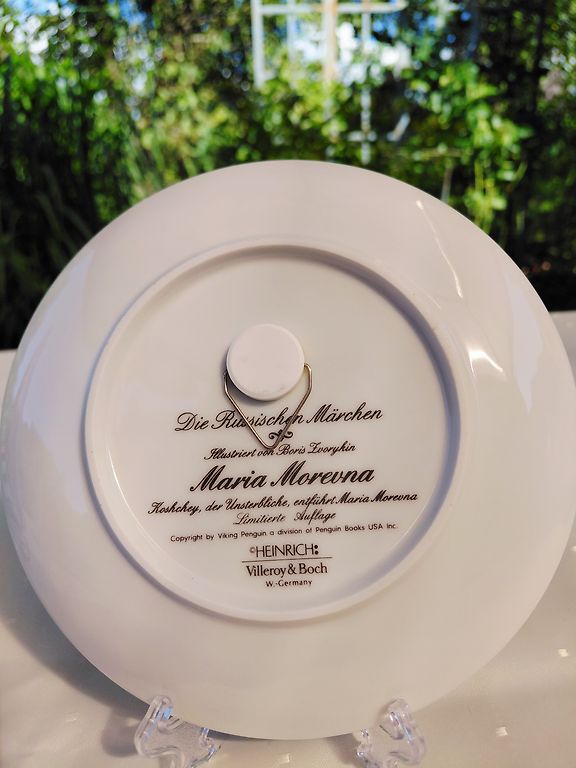 Die Russischen Märchen
Illustriert von Boris Zvorykin
Maria Morevna
Koshchey, der Unsterbliche, entführt Maria Morevna
Limitierte Auflage
Copyright by Viking Penguin a division of Penguin Books USA Inc.
©HEINRICH:
Villeroy & Boch
W.-Germany